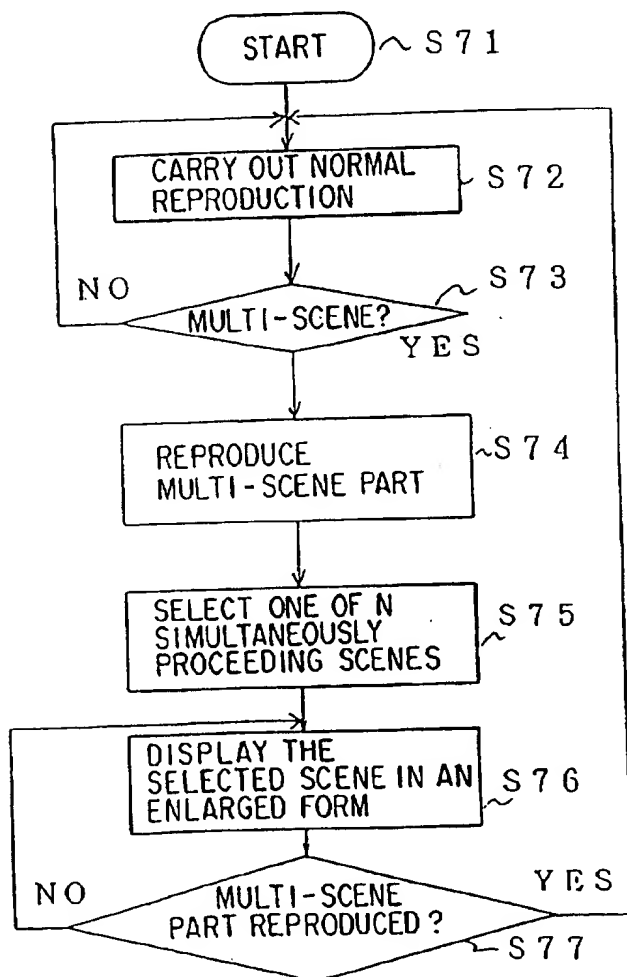 START
S71
CARRY OUT NORMAL
REPRODUCTION
S72
NO
S73
MULTI-SCENE?
YES
REPRODUCE
MULTI-SCENE PART
S74
SELECT ONE OF N
SIMULTANEOUSLY
PROCEEDING SCENES
S75
DISPLAY THE
SELECTED SCENE IN AN
ENLARGED FORM
S76
NO
MULTI-SCENE
PART REPRODUCED?
YES
S77